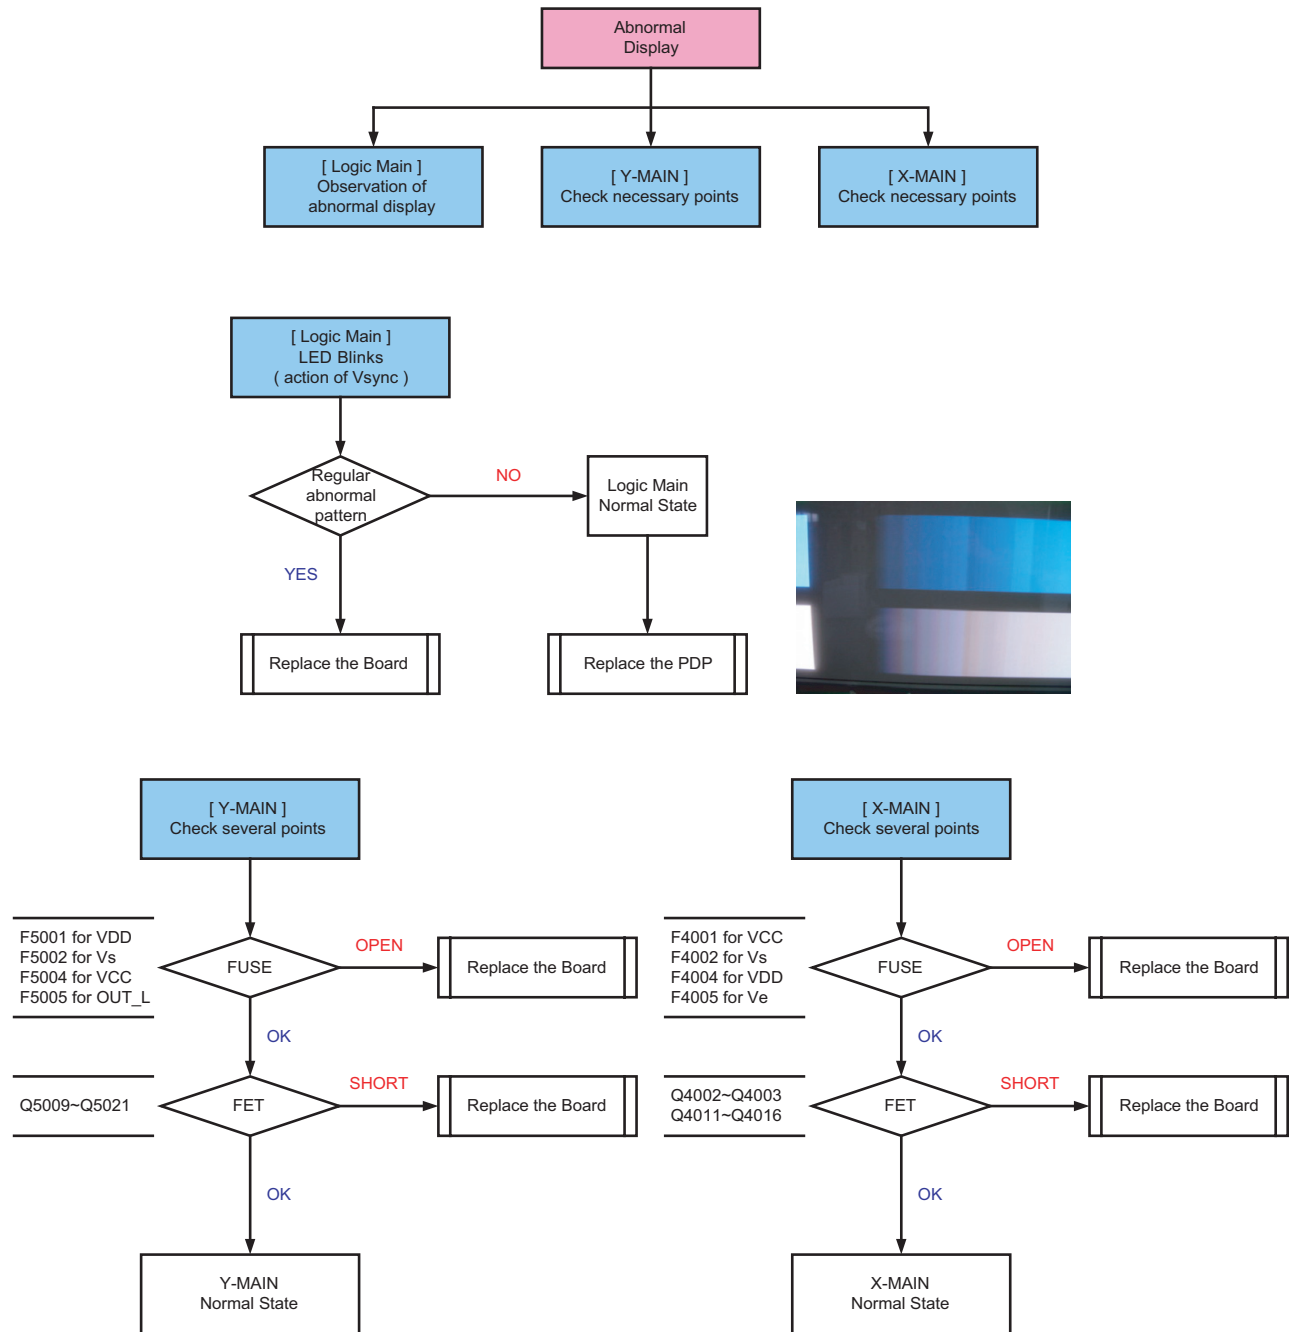 Abnormal
Display
[ Logic Main ]
Observation of
abnormal display
[ Y-MAIN ]
Check necessary points
[ X-MAIN ]
Check necessary points
[ Logic Main ]
LED Blinks
( action of Vsync )
Regular
abnormal
pattern
NO
Logic Main
Normal State
YES
Replace the Board
Replace the PDP
[ Y-MAIN ]
Check several points
F5001 for VDD
F5002 for Vs
F5004 for VCC
F5005 for OUT_L
FUSE
OPEN
Replace the Board
OK
Q5009~Q5021
FET
SHORT
Replace the Board
OK
Y-MAIN
Normal State
[ X-MAIN ]
Check several points
F4001 for VCC
F4002 for Vs
F4004 for VDD
F4005 for Ve
FUSE
OPEN
Replace the Board
OK
Q4002~Q4003
Q4011~Q4016
FET
SHORT
Replace the Board
OK
X-MAIN
Normal State